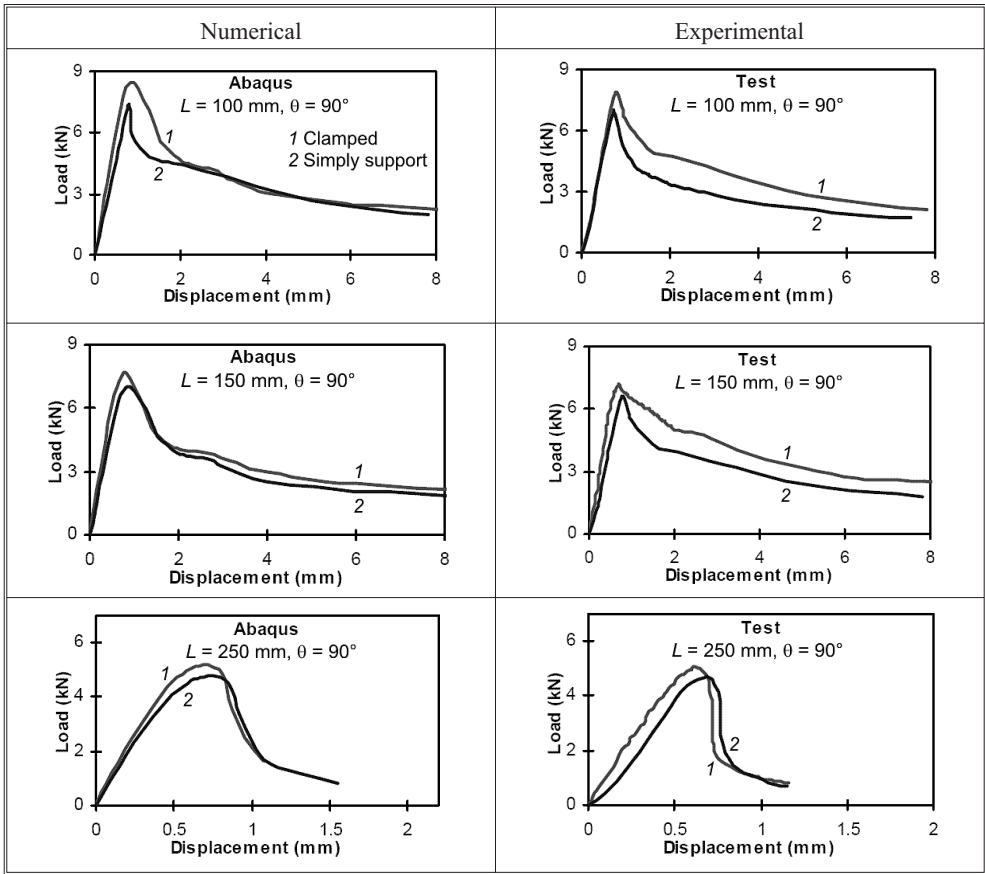 Numerical
Experimental
Abaqus
L = 100 mm, θ = 90°
1 Clamped
2 Simply support
1
2
Load (kN)
9
6
3
0
0 2 4 6 8
Displacement (mm)
Test
L = 100 mm, θ = 90°
1
2
Load (kN)
9
6
3
0
0 2 4 6 8
Displacement (mm)
Abaqus
L = 150 mm, θ = 90°
1
2
Load (kN)
9
6
3
0
0 2 4 6 8
Displacement (mm)
Test
L = 150 mm, θ = 90°
1
2
Load (kN)
9
6
3
0
0 2 4 6 8
Displacement (mm)
Abaqus
L = 250 mm, θ = 90°
1
2
Load (kN)
6
4
2
0
0 0.5 1 1.5 2
Displacement (mm)
Test
L = 250 mm, θ = 90°
2
1
Load (kN)
6
4
2
0
0 0.5 1 1.5 2
Displacement (mm)